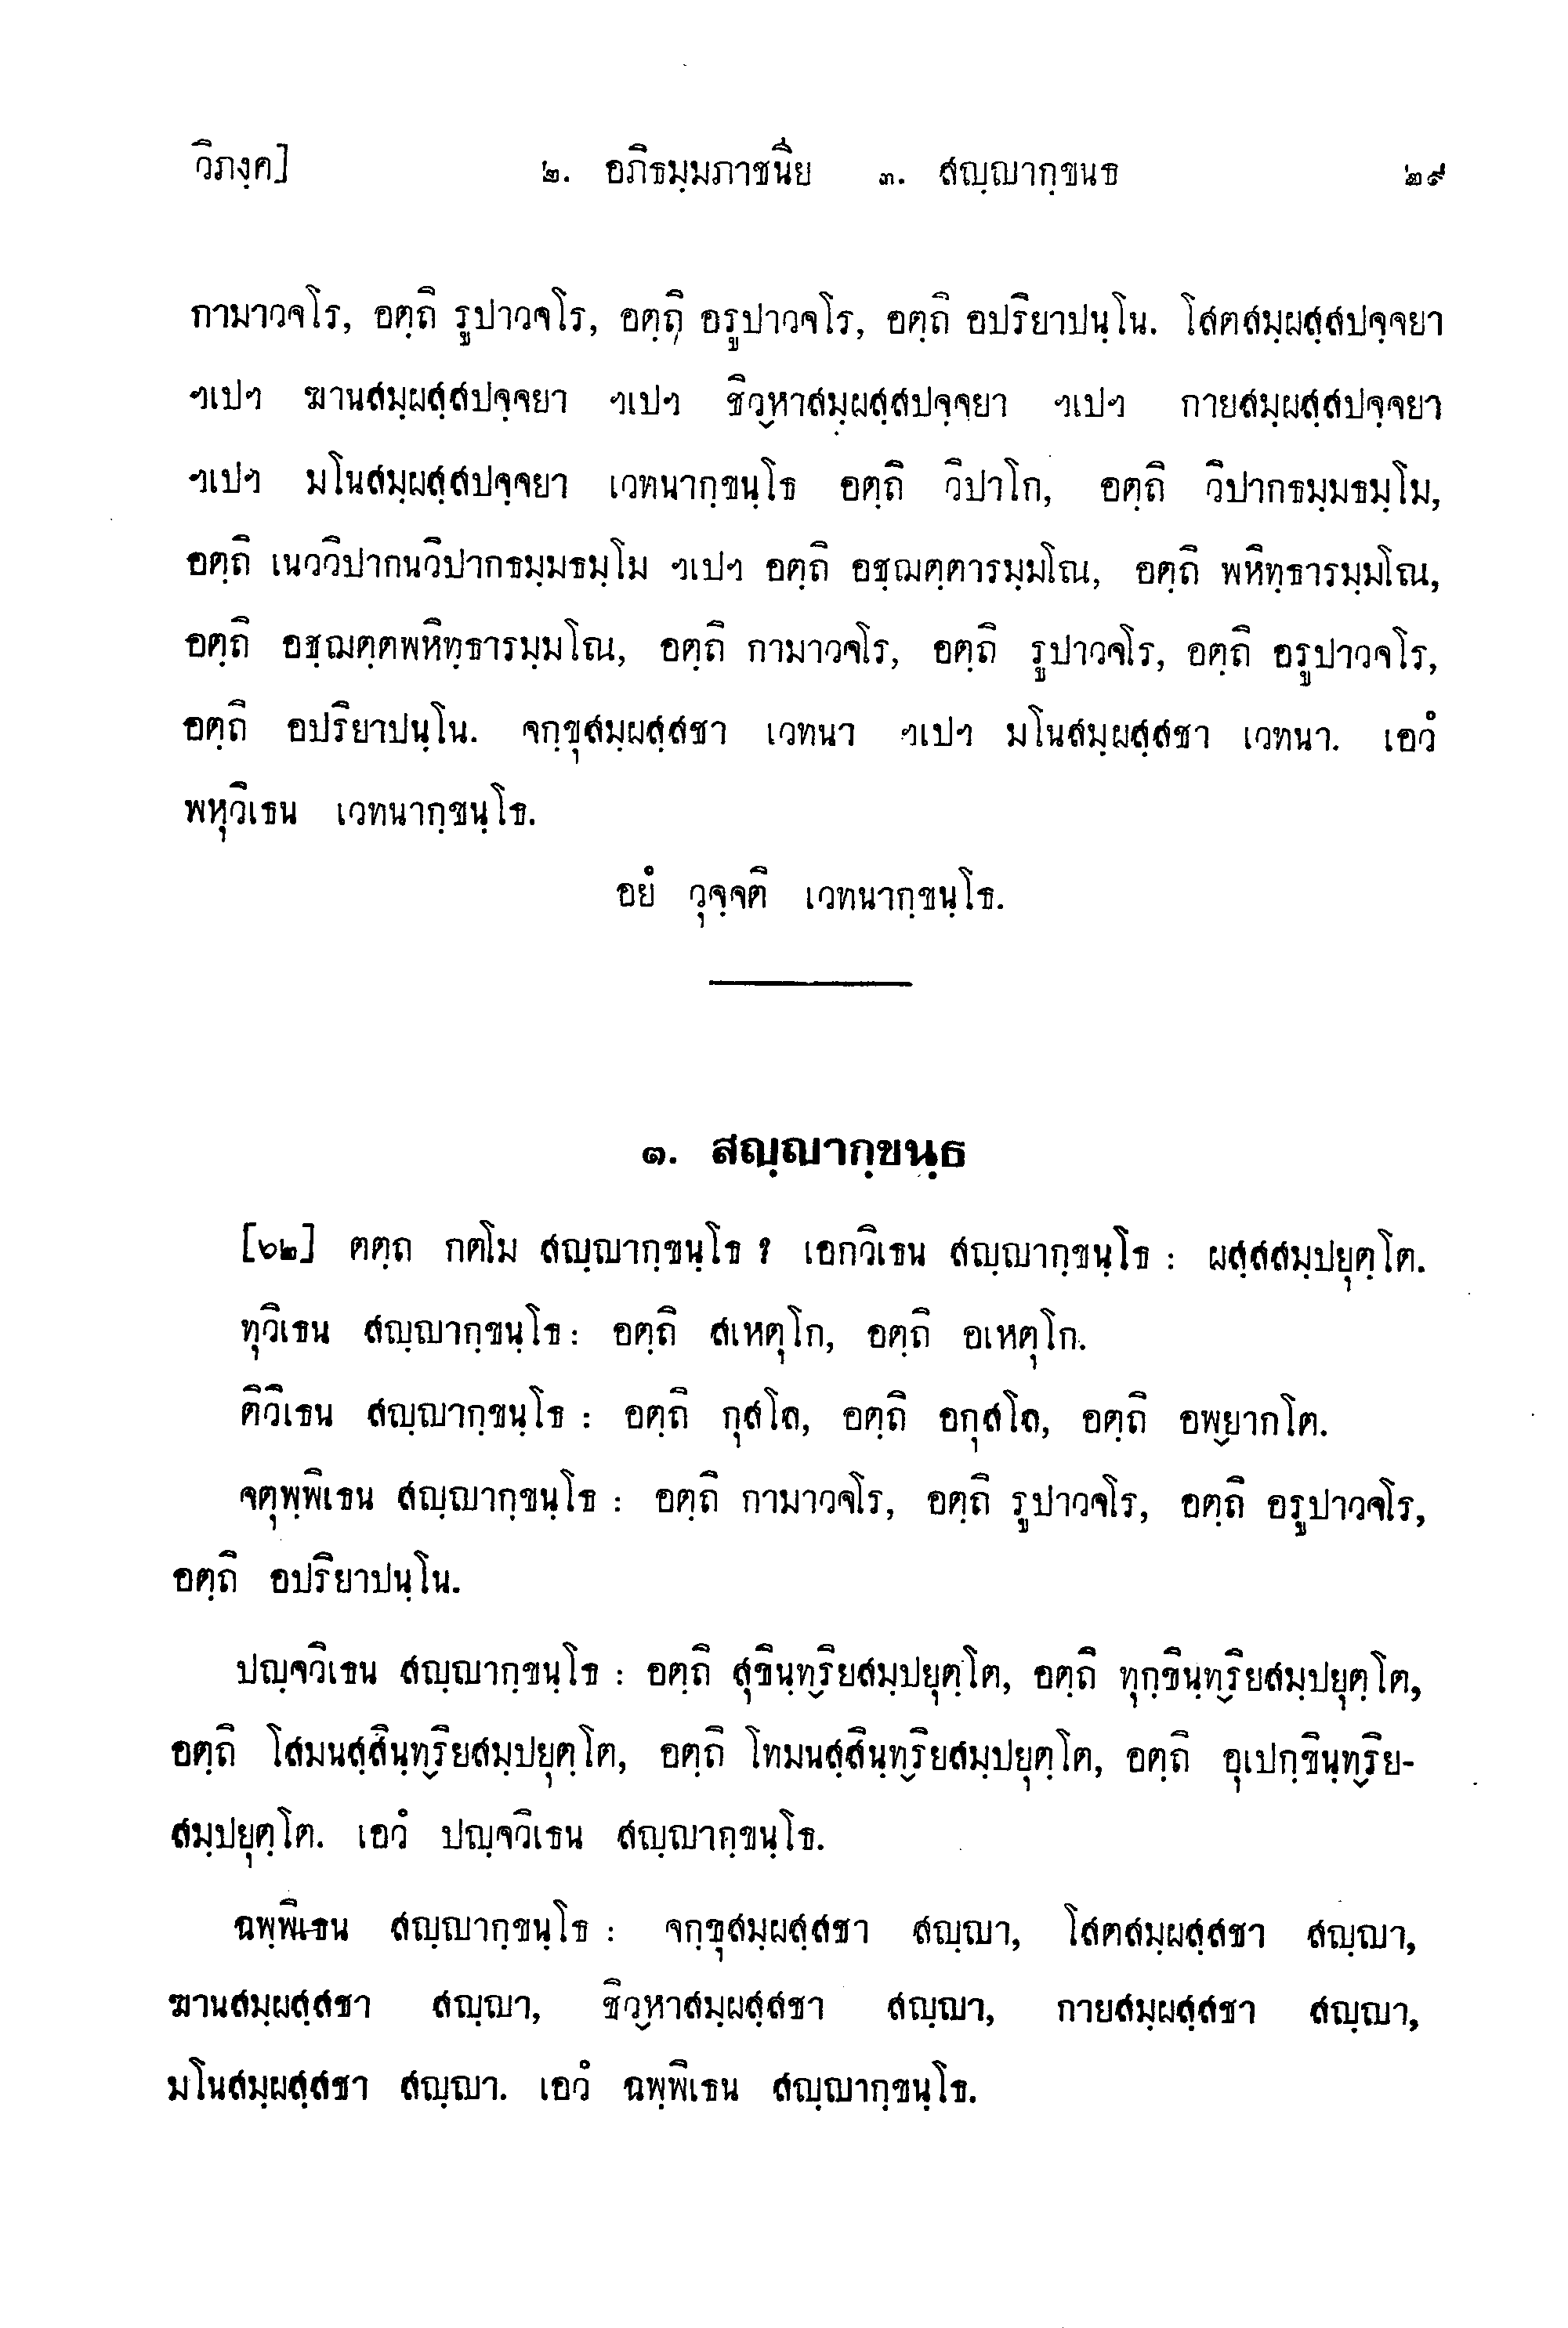 วิภงฺค] ๒. อภิธมฺมภาชนีย ๓. สญฺญากฺขนธ ๒๙
กามาวจโร, อตฺถิ รูปาวจโร, อตฺถิ อรูปาวจโร, อตฺถิ อปริยาปนฺโน. โสตสมฺผสฺสปจฺจยา
ฯเปฯ ฆานสมฺผสฺสปจฺจยา ฯเปฯ ชิวฺหาสมฺผสฺสปจฺจยา ฯเปฯ กายสมฺผสฺสปจฺจยา
ฯเปฯ มโนสมฺผสฺสปจฺจยา เวทนากฺขนฺโธ อตฺถิ วิปาโก, อตฺถิ วิปากธมฺมธมฺโม,
อตฺถิ เนววิปากนวิปากธมฺมธมฺโม ฯเปฯ อตฺถิ อชฺฌตฺตารมฺมโณ, อตฺถิ พหิทฺธารมฺมโณ,
อตฺถิ อชฺฌตฺตพหิทฺธารมฺมโณ, อตฺถิ กามาวจโร, อตฺถิ รูปาวจโร, อตฺถิ อรูปาวจโร,
อตฺถิ อปริยาปนฺโน. จกฺขุสมฺผสฺสชา เวทนา ฯเปฯ มโนสมฺผสฺสชา เวทนา. เอวํ
พหุวิเธน เวทนากฺขนฺโธ.
อยํ วุจฺจติ เวทนากฺขนฺโธ.
๓. สญฺญากฺขนฺธ
[๖๒] ตตฺถ กตโม สญฺญากฺขนฺโธ ? เอกวิเธน สญฺญากฺขนฺโธ : ผสฺสสมฺปยุตฺโต.
ทุวิเธน สญฺญากฺขนฺโธ : อตฺถิ สเหตุโก, อตฺถิ อเหตุโก.
ติวิเธน สญฺญากฺขนฺโธ : อตฺถิ กุสโล, อตฺถิ อกุสโล, อตฺถิ อพฺยากโต.
จตุพฺพิเธน สญฺญากฺขนฺโธ : อตฺถิ กามาวจโร, อตฺถิ รูปาวจโร, อตฺถิ อรูปาวจโร,
อตฺถิ อปริยาปนฺโน.
ปญฺจวิเธน สญฺญากฺขนฺโธ : อตฺถิ สุขินฺทฺริยสมฺปยุตฺโต, อตฺถิ ทุกฺขินฺทฺริยสมฺปยุตฺโต,
อตฺถิ โสมนสฺสินฺทฺริยสมฺปยุตฺโต, อตฺถิ โทมนสฺสินฺทฺริยสมฺปยุตฺโต, อตฺถิ อุเปกฺขินฺทฺริย-
สมฺปยุตฺโต. เอวํ ปญฺจวิเธน สญฺญากฺขนฺโธ.
ฉพฺพิเธน สญฺญากฺขนฺโธ : จกฺขุสมฺผสฺสชา สญฺญา, โสตสมฺผสฺสชา สญฺญา,
ฆานสมฺผสฺสชา สญฺญา, ชิวฺหาสมฺผสฺสชา สญฺญา, กายสมฺผสฺสชา สญฺญา,
มโนสมฺผสฺสชา สญฺญา. เอวํ ฉพฺพิเธน สญฺญากฺขนฺโธ.